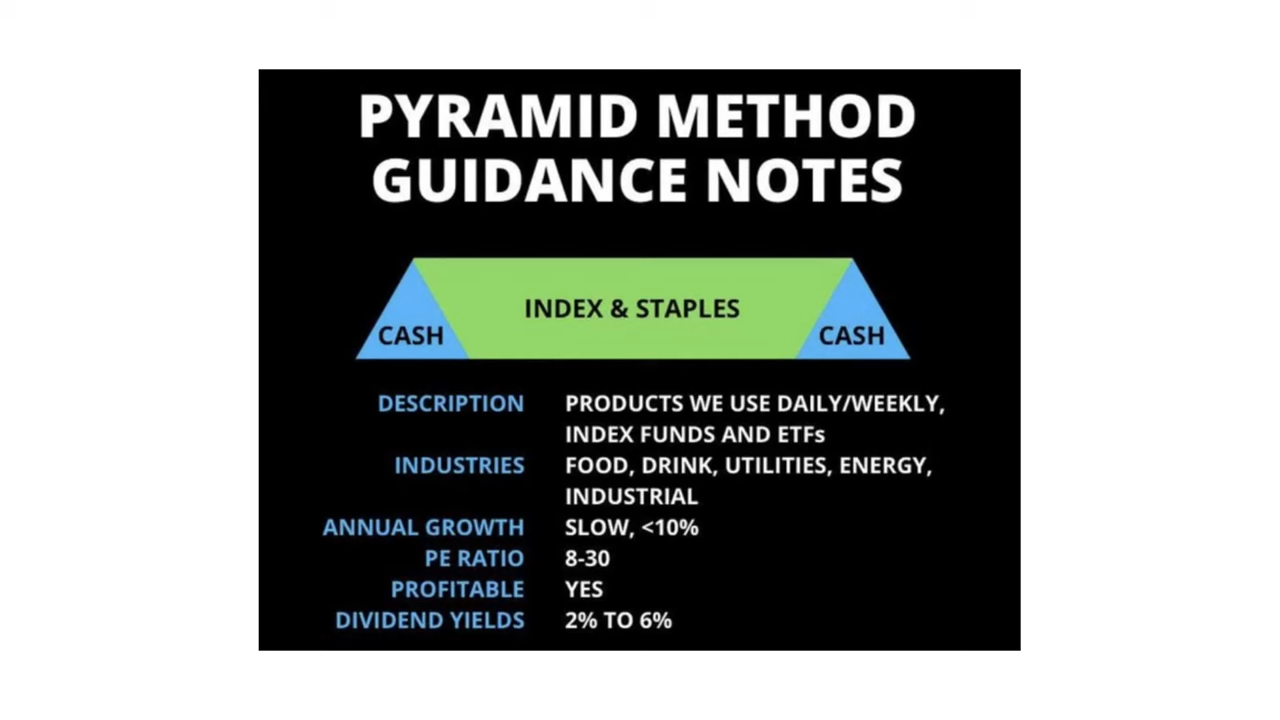 PYRAMID METHOD
GUIDANCE NOTES
INDEX & STAPLES
CASH
CASH
DESCRIPTION PRODUCTS WE USE DAILY/WEEKLY,
INDEX FUNDS AND ETFs
INDUSTRIES FOOD, DRINK, UTILITIES, ENERGY,
INDUSTRIAL
ANNUAL GROWTH SLOW, <10%
PE RATIO 8-30
PROFITABLE YES
DIVIDEND YIELDS 2% TO 6%